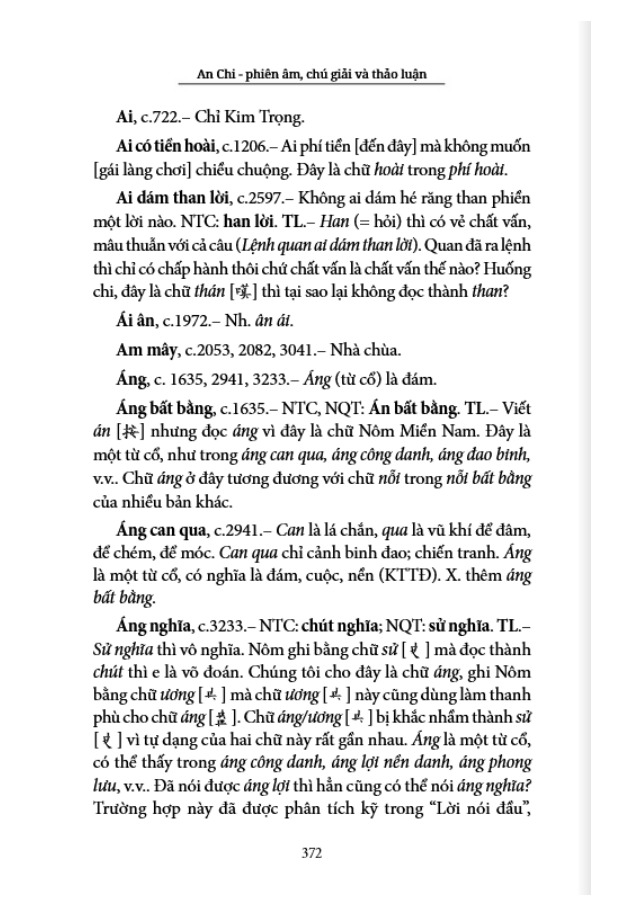 An Chi - phiên âm, chú giải và thảo luận
Ai, c.722.– Chỉ Kim Trọng.
Ai có tiền hoài, c.1206.– Ai phí tiền [đến đây] mà không muốn
[gái làng chơi] chiều chuộng. Đây là chữ hoài trong phí hoài.
Ai dám than lời, c.2597.– Không ai dám hé răng than phiền
một lời nào. NTC: han lời. TL.– Han (= hỏi) thì có vẻ chất vấn,
mâu thuẫn với cả câu (Lệnh quan ai dám than lời). Quan đã ra lệnh
thì chỉ có chấp hành thôi chứ chất vấn là chất vấn thế nào? Huống
chi, đây là chữ thán [嘆] thì tại sao lại không đọc thành than?
Ái ân, c.1972.– Nh. ân ái.
Am mây, c.2053, 2082, 3041.– Nhà chùa.
Áng, c. 1635, 2941, 3233.– Áng (từ cổ) là đám.
Áng bất bằng, c.1635.– NTC, NQT: Án bất bằng. TL.– Viết
án [按] nhưng đọc áng vì đây là chữ Nôm Miền Nam. Đây là
một từ cổ, như trong áng can qua, áng công danh, áng đao binh,
v.v.. Chữ áng ở đây tương đương với chữ nỗi trong nỗi bất bằng
của nhiều bản khác.
Áng can qua, c.2941.– Can là lá chắn, qua là vũ khí để đâm,
để chém, để móc. Can qua chỉ cảnh binh đao; chiến tranh. Áng
là một từ cổ, có nghĩa là đám, cuộc, nền (KTTĐ). X. thêm áng
bất bằng.
Áng nghĩa, c.3233.– NTC: chút nghĩa; NQT: sử nghĩa. TL.–
Sử nghĩa thì vô nghĩa. Nôm ghi bằng chữ sử [史] mà đọc thành
chút thì e là võ đoán. Chúng tôi cho đây là chữ áng, ghi Nôm
bằng chữ ương [央] mà chữ ương [央] này cũng dùng làm thanh
phù cho chữ áng [盎]. Chữ áng/ương [央] bị khắc nhầm thành sử
[史] vì tự dạng của hai chữ này rất gần nhau. Áng là một từ cổ,
có thể thấy trong áng công danh, áng lợi nền danh, áng phong
lưu, v.v.. Đã nói được áng lợi thì hẳn cũng có thể nói áng nghĩa?
Trường hợp này đã được phân tích kỹ trong “Lời nói đầu”,
372